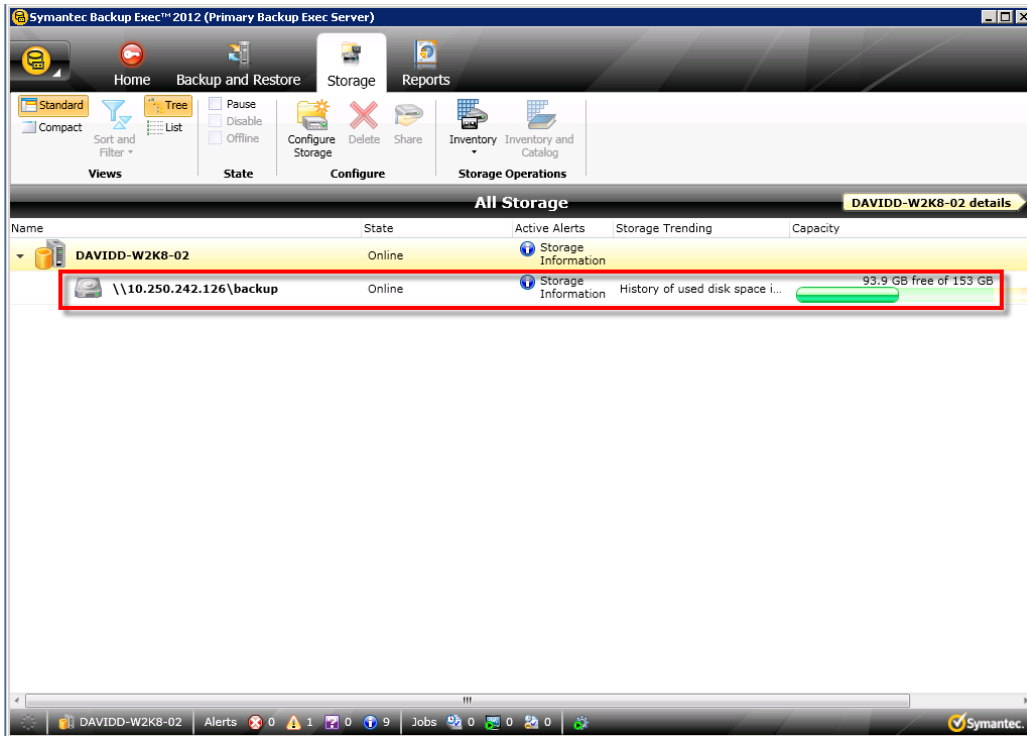 Symantec Backup Exec™ 2012 (Primary Backup Exec Server)
Home Backup and Restore Storage Reports
Standard Tree Pause
Compact List Disable
Sort and Filter Offline
Configure Storage Delete Share Inventory Inventory and Catalog
Views State Configure Storage Operations
All Storage DAVIDD-W2K8-02 details
Name State Active Alerts Storage Trending Capacity
DAVIDD-W2K8-02 Online Storage Information
\\10.250.242.126\backup Online Storage Information History of used disk space i... 93.9 GB free of 153 GB
DAVIDD-W2K8-02 Alerts 0 1 0 9 Jobs 0 0 0 Symantec.